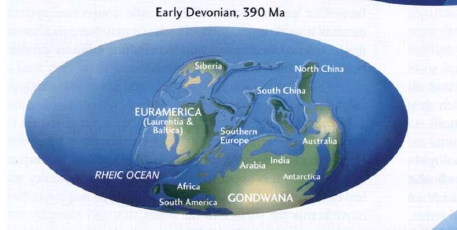 Early Devonian, 390 Ma
Siberia
North China
South China
EURAMERICA
(Laurentia &
Baltica)
Southern
Europe
Australia
India
Arabia
Antarctica
RHEIC OCEAN
Africa
GONDWANA
South America